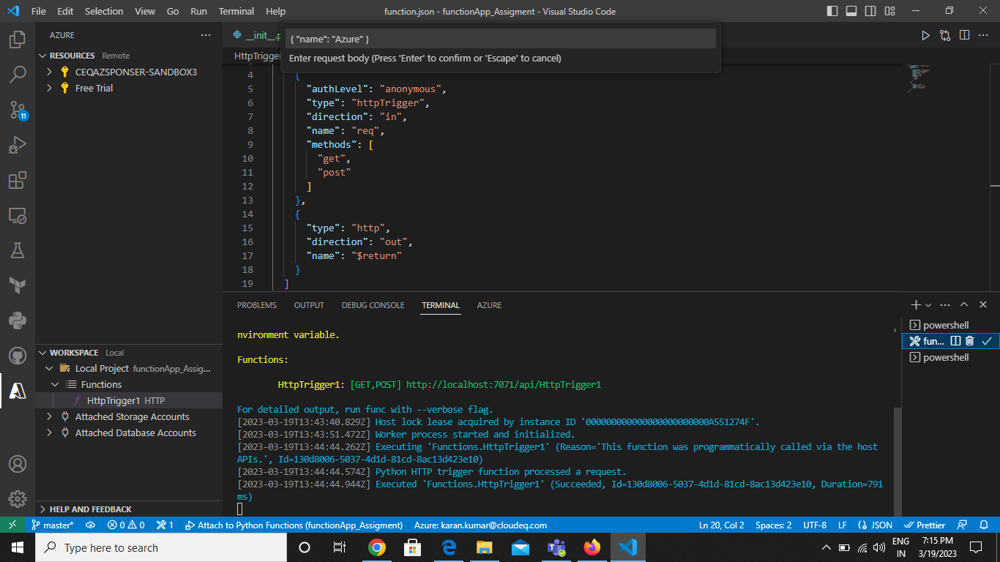 File Edit Selection View Go Run Terminal Help
function.json - functionApp_Assigment - Visual Studio Code
AZURE
RESOURCES Remote
CEQAZSPONSER-SANDBOX3
Free Trial
11
__init__.p
HttpTrigger
{ "name": "Azure" }
Enter request body (Press 'Enter' to confirm or 'Escape' to cancel)
4 {
5 "authLevel": "anonymous",
6 "type": "httpTrigger",
7 "direction": "in",
8 "name": "req",
9 "methods": [
10 "get",
11 "post"
12 ]
13 },
14 {
15 "type": "http",
16 "direction": "out",
17 "name": "$return"
18 }
19 ]
WORKSPACE Local
Local Project functionApp_Assig...
Functions
HttpTrigger1 HTTP
Attached Storage Accounts
Attached Database Accounts
HELP AND FEEDBACK
PROBLEMS OUTPUT DEBUG CONSOLE TERMINAL AZURE
nvironment variable.
Functions:
HttpTrigger1: [GET,POST] http://localhost:7071/api/HttpTrigger1
For detailed output, run func with --verbose flag.
[2023-03-19T13:43:40.829Z] Host lock lease acquired by instance ID '000000000000000000000000A551274F'.
[2023-03-19T13:43:51.472Z] Worker process started and initialized.
[2023-03-19T13:44:44.262Z] Executing 'Functions.HttpTrigger1' (Reason='This function was programmatically called via the host
APIs.', Id=130d8006-5037-4d1d-81cd-8ac13d423e10)
[2023-03-19T13:44:44.574Z] Python HTTP trigger function processed a request.
[2023-03-19T13:44:44.944Z] Executed 'Functions.HttpTrigger1' (Succeeded, Id=130d8006-5037-4d1d-81cd-8ac13d423e10, Duration=791
ms)
powershell
fun...
powershell
master* 0 0 1 Attach to Python Functions (functionApp_Assigment) Azure: karan.kumar@cloudeq.com Ln 20, Col 2 Spaces: 2 UTF-8 LF {} JSON Prettier
Type here to search
ENG
IN
7:15 PM
3/19/2023